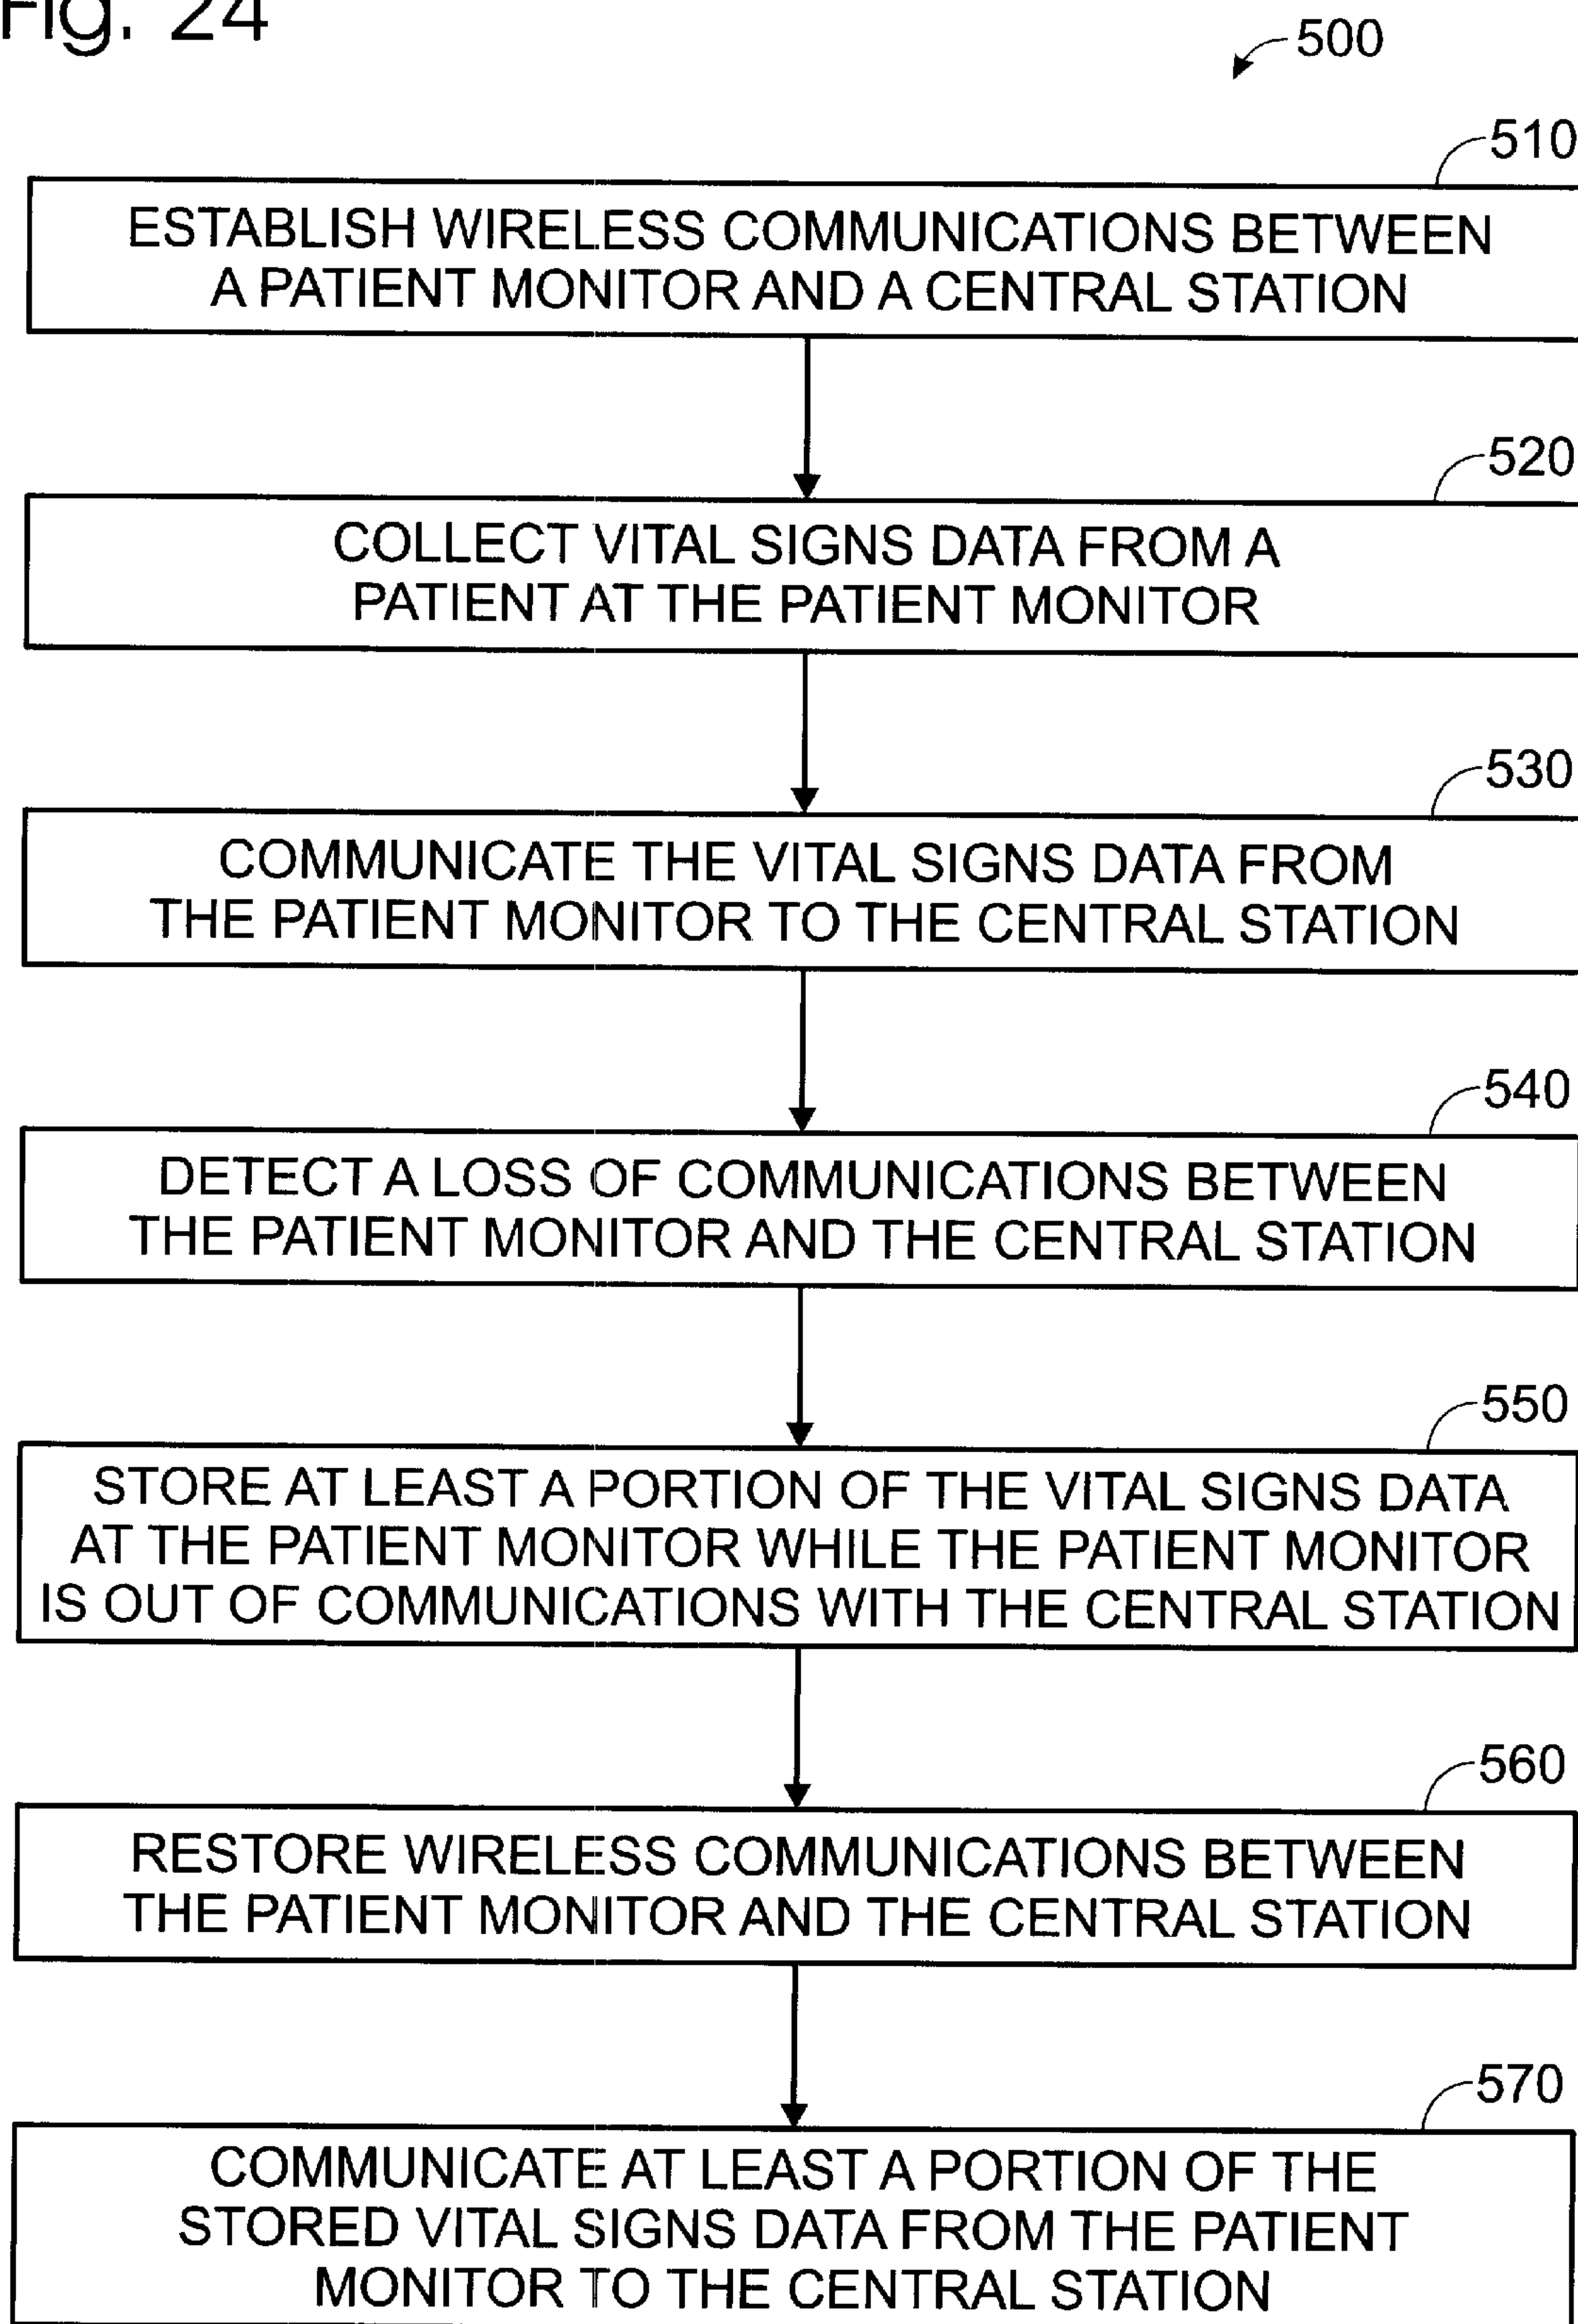 Fig. 24
500
510
ESTABLISH WIRELESS COMMUNICATIONS BETWEEN
A PATIENT MONITOR AND A CENTRAL STATION
520
COLLECT VITAL SIGNS DATA FROM A
PATIENT AT THE PATIENT MONITOR
530
COMMUNICATE THE VITAL SIGNS DATA FROM
THE PATIENT MONITOR TO THE CENTRAL STATION
540
DETECT A LOSS OF COMMUNICATIONS BETWEEN
THE PATIENT MONITOR AND THE CENTRAL STATION
550
STORE AT LEAST A PORTION OF THE VITAL SIGNS DATA
AT THE PATIENT MONITOR WHILE THE PATIENT MONITOR
IS OUT OF COMMUNICATIONS WITH THE CENTRAL STATION
560
RESTORE WIRELESS COMMUNICATIONS BETWEEN
THE PATIENT MONITOR AND THE CENTRAL STATION
570
COMMUNICATE AT LEAST A PORTION OF THE
STORED VITAL SIGNS DATA FROM THE PATIENT
MONITOR TO THE CENTRAL STATION